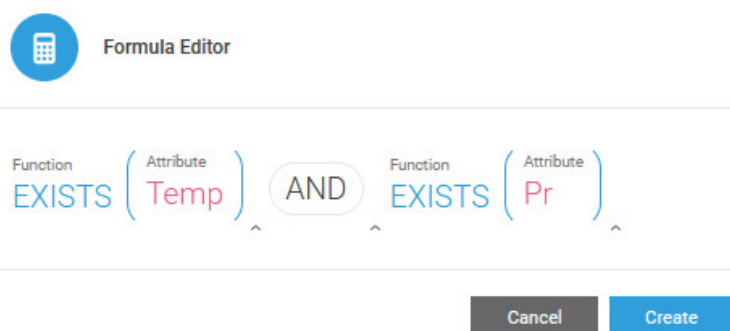 Formula Editor
Function Attribute Function Attribute
EXISTS ( Temp ) AND EXISTS ( Pr )
Cancel Create